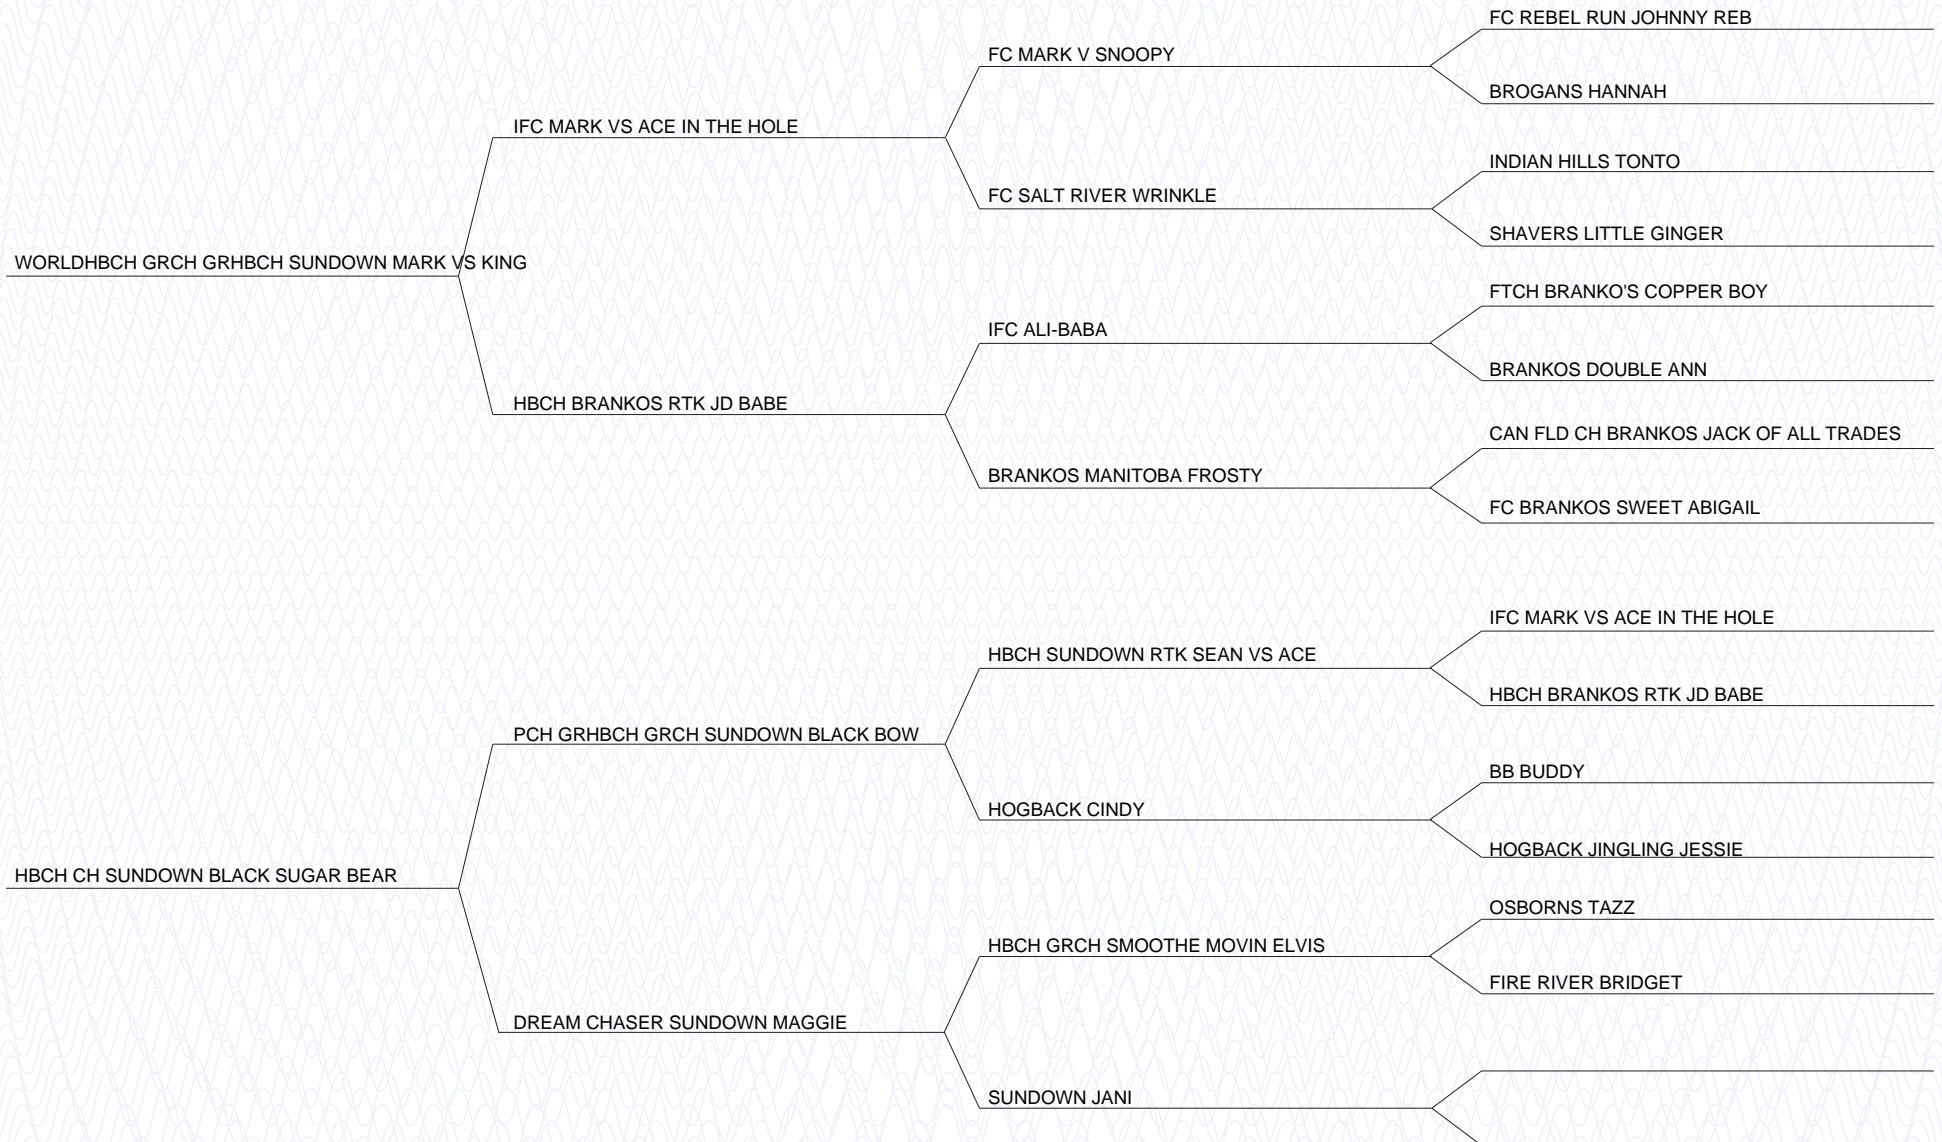 FC REBEL RUN JOHNNY REB
FC MARK V SNOOPY
BROGANS HANNAH
IFC MARK VS ACE IN THE HOLE
INDIAN HILLS TONTO
FC SALT RIVER WRINKLE
SHAVERS LITTLE GINGER
WORLDHBCH GRCH GRHBCH SUNDOWN MARK VS KING
FTCH BRANKO'S COPPER BOY
IFC ALI-BABA
BRANKOS DOUBLE ANN
HBCH BRANKOS RTK JD BABE
CAN FLD CH BRANKOS JACK OF ALL TRADES
BRANKOS MANITOBA FROSTY
FC BRANKOS SWEET ABIGAIL
IFC MARK VS ACE IN THE HOLE
HBCH SUNDOWN RTK SEAN VS ACE
HBCH BRANKOS RTK JD BABE
PCH GRHBCH GRCH SUNDOWN BLACK BOW
BB BUDDY
HOGBACK CINDY
HOGBACK JINGLING JESSIE
HBCH CH SUNDOWN BLACK SUGAR BEAR
OSBORNS TAZZ
HBCH GRCH SMOOTHE MOVIN ELVIS
FIRE RIVER BRIDGET
DREAM CHASER SUNDOWN MAGGIE
SUNDOWN JANI